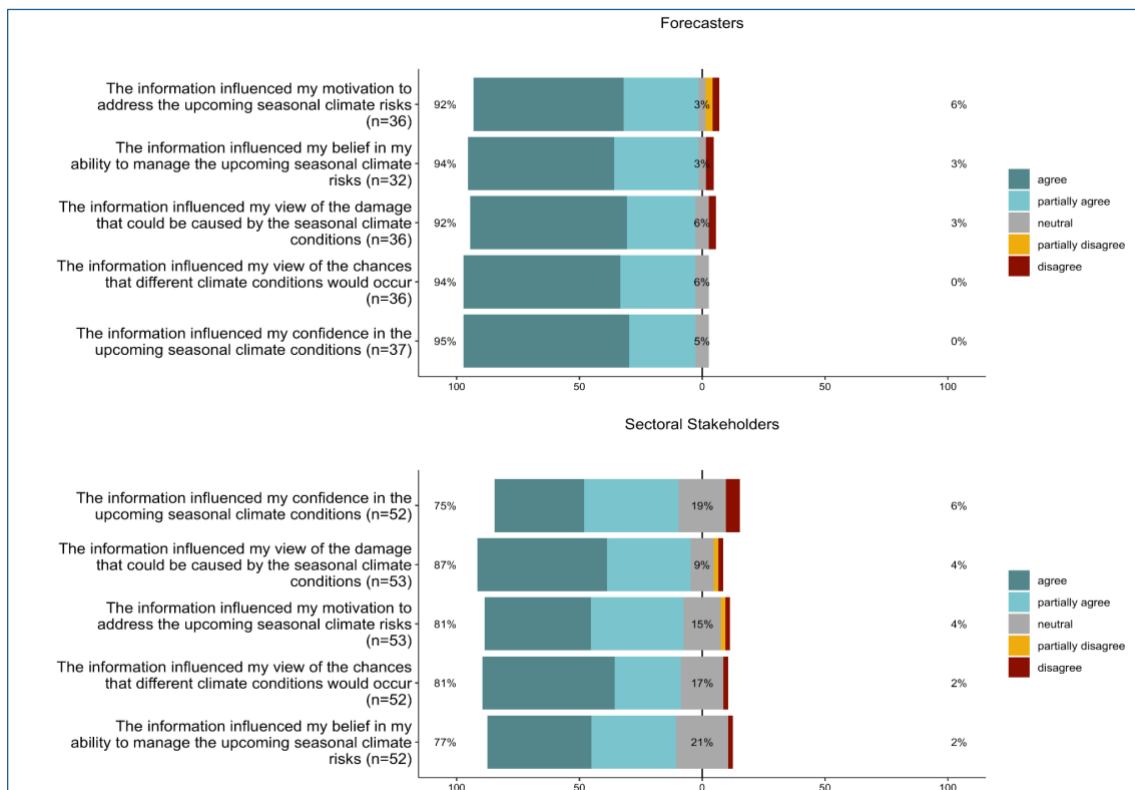 Forecasters
The information influenced my motivation to
address the upcoming seasonal climate risks
(n=36)
92%
3%
6%
The information influenced my belief in my
ability to manage the upcoming seasonal climate
risks (n=32)
94%
3%
3%
The information influenced my view of the damage
that could be caused by the seasonal climate
conditions (n=36)
92%
6%
3%
The information influenced my view of the chances
that different climate conditions would occur
(n=36)
94%
6%
0%
The information influenced my confidence in the
upcoming seasonal climate conditions (n=37)
95%
5%
0%
100 50 0 50 100
agree
partially agree
neutral
partially disagree
disagree
Sectoral Stakeholders
The information influenced my confidence in the
upcoming seasonal climate conditions (n=52)
75%
19%
6%
The information influenced my view of the damage
that could be caused by the seasonal climate
conditions (n=53)
87%
9%
4%
The information influenced my motivation to
address the upcoming seasonal climate risks
(n=53)
81%
15%
4%
The information influenced my view of the chances
that different climate conditions would occur
(n=52)
81%
17%
2%
The information influenced my belief in my
ability to manage the upcoming seasonal climate
risks (n=52)
77%
21%
2%
100 50 0 50 100
agree
partially agree
neutral
partially disagree
disagree